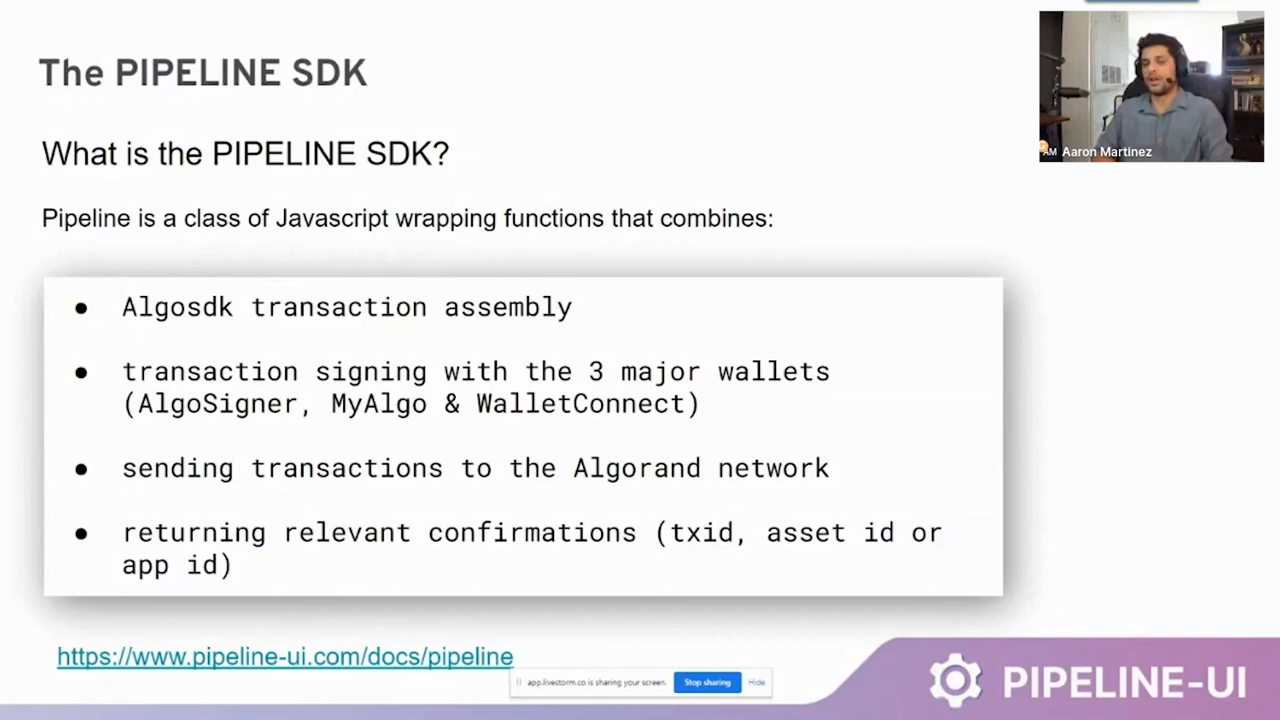 The PIPELINE SDK
AM Aaron Martinez
What is the PIPELINE SDK?
Pipeline is a class of Javascript wrapping functions that combines:
● Algosdk transaction assembly
● transaction signing with the 3 major wallets
(AlgoSigner, MyAlgo & WalletConnect)
● sending transactions to the Algorand network
● returning relevant confirmations (txid, asset id or
app id)
https://www.pipeline-ui.com/docs/pipeline
app.livestorm.co is sharing your screen. Stop sharing Hide
PIPELINE-UI